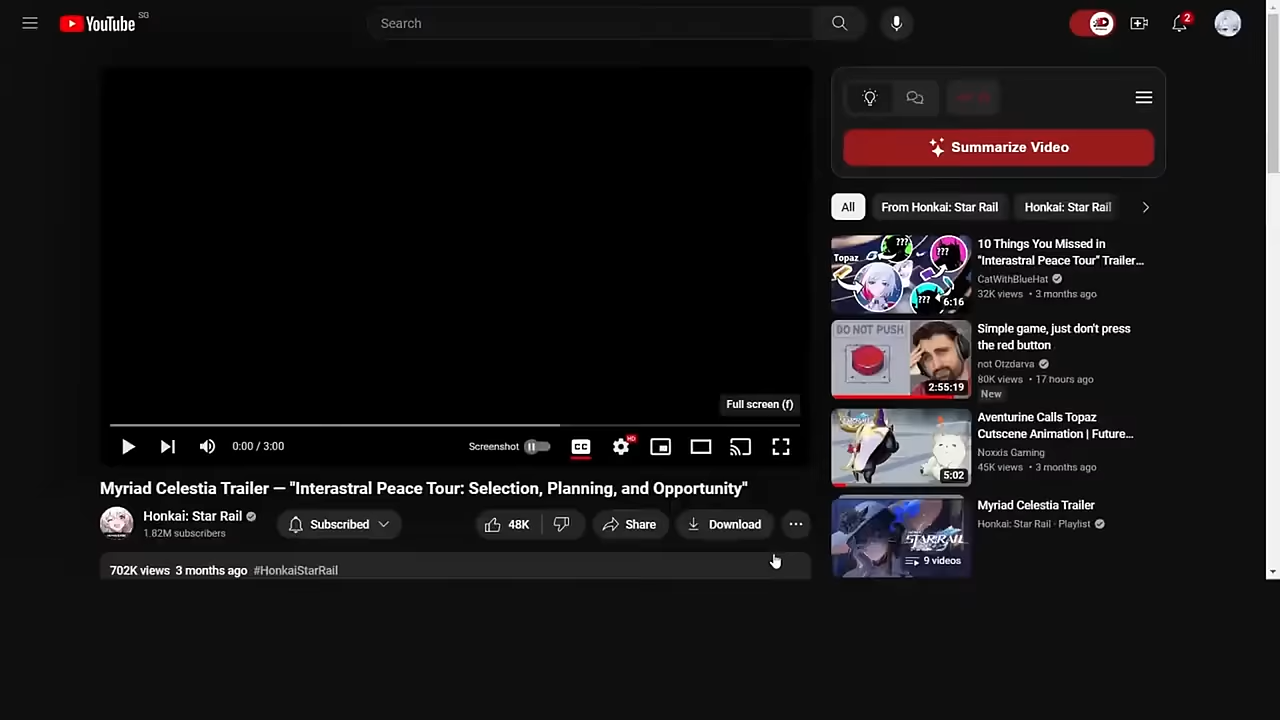 YouTube SG
Search
2
Summarize Video
All
From Honkai: Star Rail
Honkai: Star Rail
Full screen (f)
0:00 / 3:00
Screenshot
CC
HD
Myriad Celestia Trailer — "Interastral Peace Tour: Selection, Planning, and Opportunity"
Honkai: Star Rail
1.82M subscribers
Subscribed
48K
Share
Download
702K views 3 months ago #HonkaiStarRail
Topaz
???
???
???
6:16
10 Things You Missed in
"Interastral Peace Tour" Trailer…
CatWithBlueHat
32K views • 3 months ago
DO NOT PUSH
2:55:19
Simple game, just don't press
the red button
not Otzdarva
80K views • 17 hours ago
New
5:02
Aventurine Calls Topaz
Cutscene Animation | Future…
Noxxis Gaming
45K views • 3 months ago
STAR RAIL
9 videos
Myriad Celestia Trailer
Honkai: Star Rail · Playlist